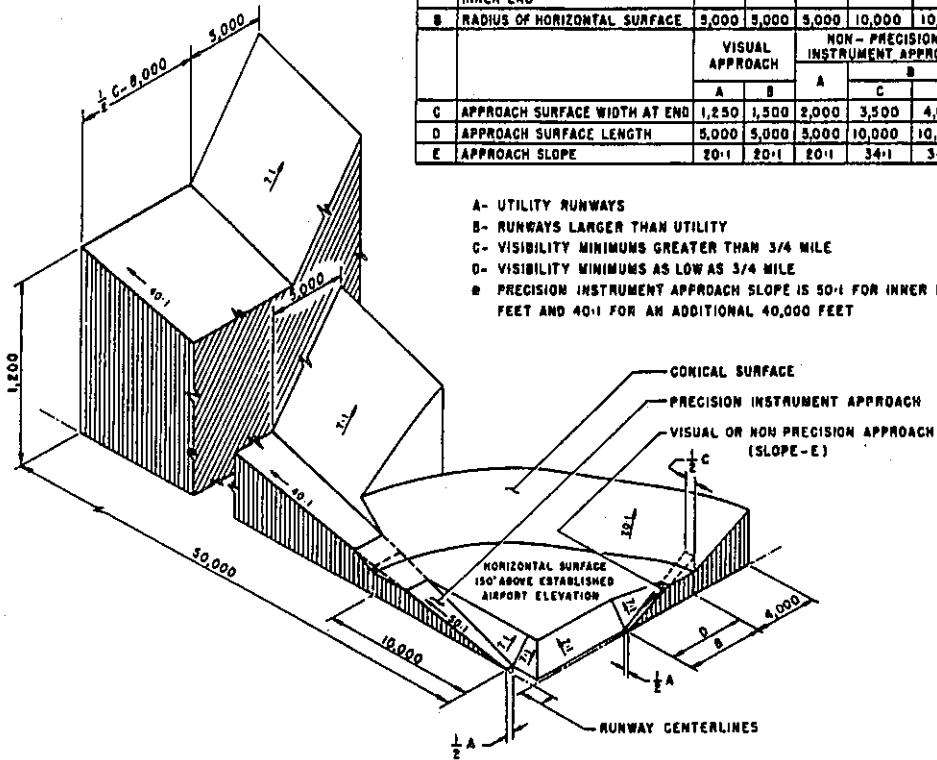 INNER END
B RADIUS OF HORIZONTAL SURFACE 5,000 5,000 5,000 10,000 10,
VISUAL APPROACH
NON-PRECISION
INSTRUMENT APPRO
A B A B
C
C APPROACH SURFACE WIDTH AT END 1,250 1,500 2,000 3,500 4,
D APPROACH SURFACE LENGTH 5,000 5,000 5,000 10,000 10,
E APPROACH SLOPE 20:1 20:1 20:1 34:1 3
A- UTILITY RUNWAYS
B- RUNWAYS LARGER THAN UTILITY
C- VISIBILITY MINIMUMS GREATER THAN 3/4 MILE
D- VISIBILITY MINIMUMS AS LOW AS 3/4 MILE
PRECISION INSTRUMENT APPROACH SLOPE IS 50:1 FOR INNER
FEET AND 40:1 FOR AN ADDITIONAL 40,000 FEET
5,000
1/2 C-8,000
7:1
40:1
5,000
1,200
7:1
40:1
50,000
CONICAL SURFACE
PRECISION INSTRUMENT APPROACH
VISUAL OR NON PRECISION APPROACH
(SLOPE-E)
1/2 C
20:1
HORIZONTAL SURFACE
150' ABOVE ESTABLISHED
AIRPORT ELEVATION
50:1
7:1
7:1
7:1
7:1
10,000
4,000
D
B
1/2 A
RUNWAY CENTERLINES
1/2 A